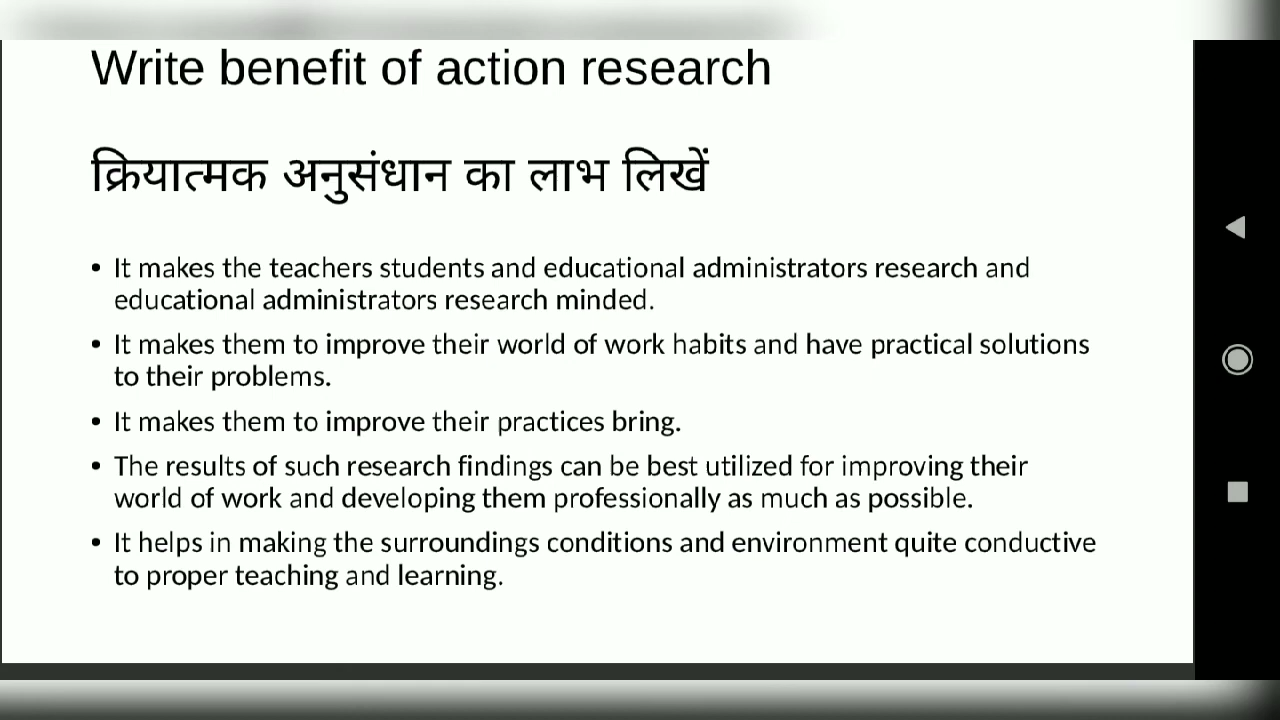 Write benefit of action research
क्रियात्मक अनुसंधान का लाभ लिखें
• It makes the teachers students and educational administrators research and
educational administrators research minded.
• It makes them to improve their world of work habits and have practical solutions
to their problems.
• It makes them to improve their practices bring.
• The results of such research findings can be best utilized for improving their
world of work and developing them professionally as much as possible.
• It helps in making the surroundings conditions and environment quite conductive
to proper teaching and learning.